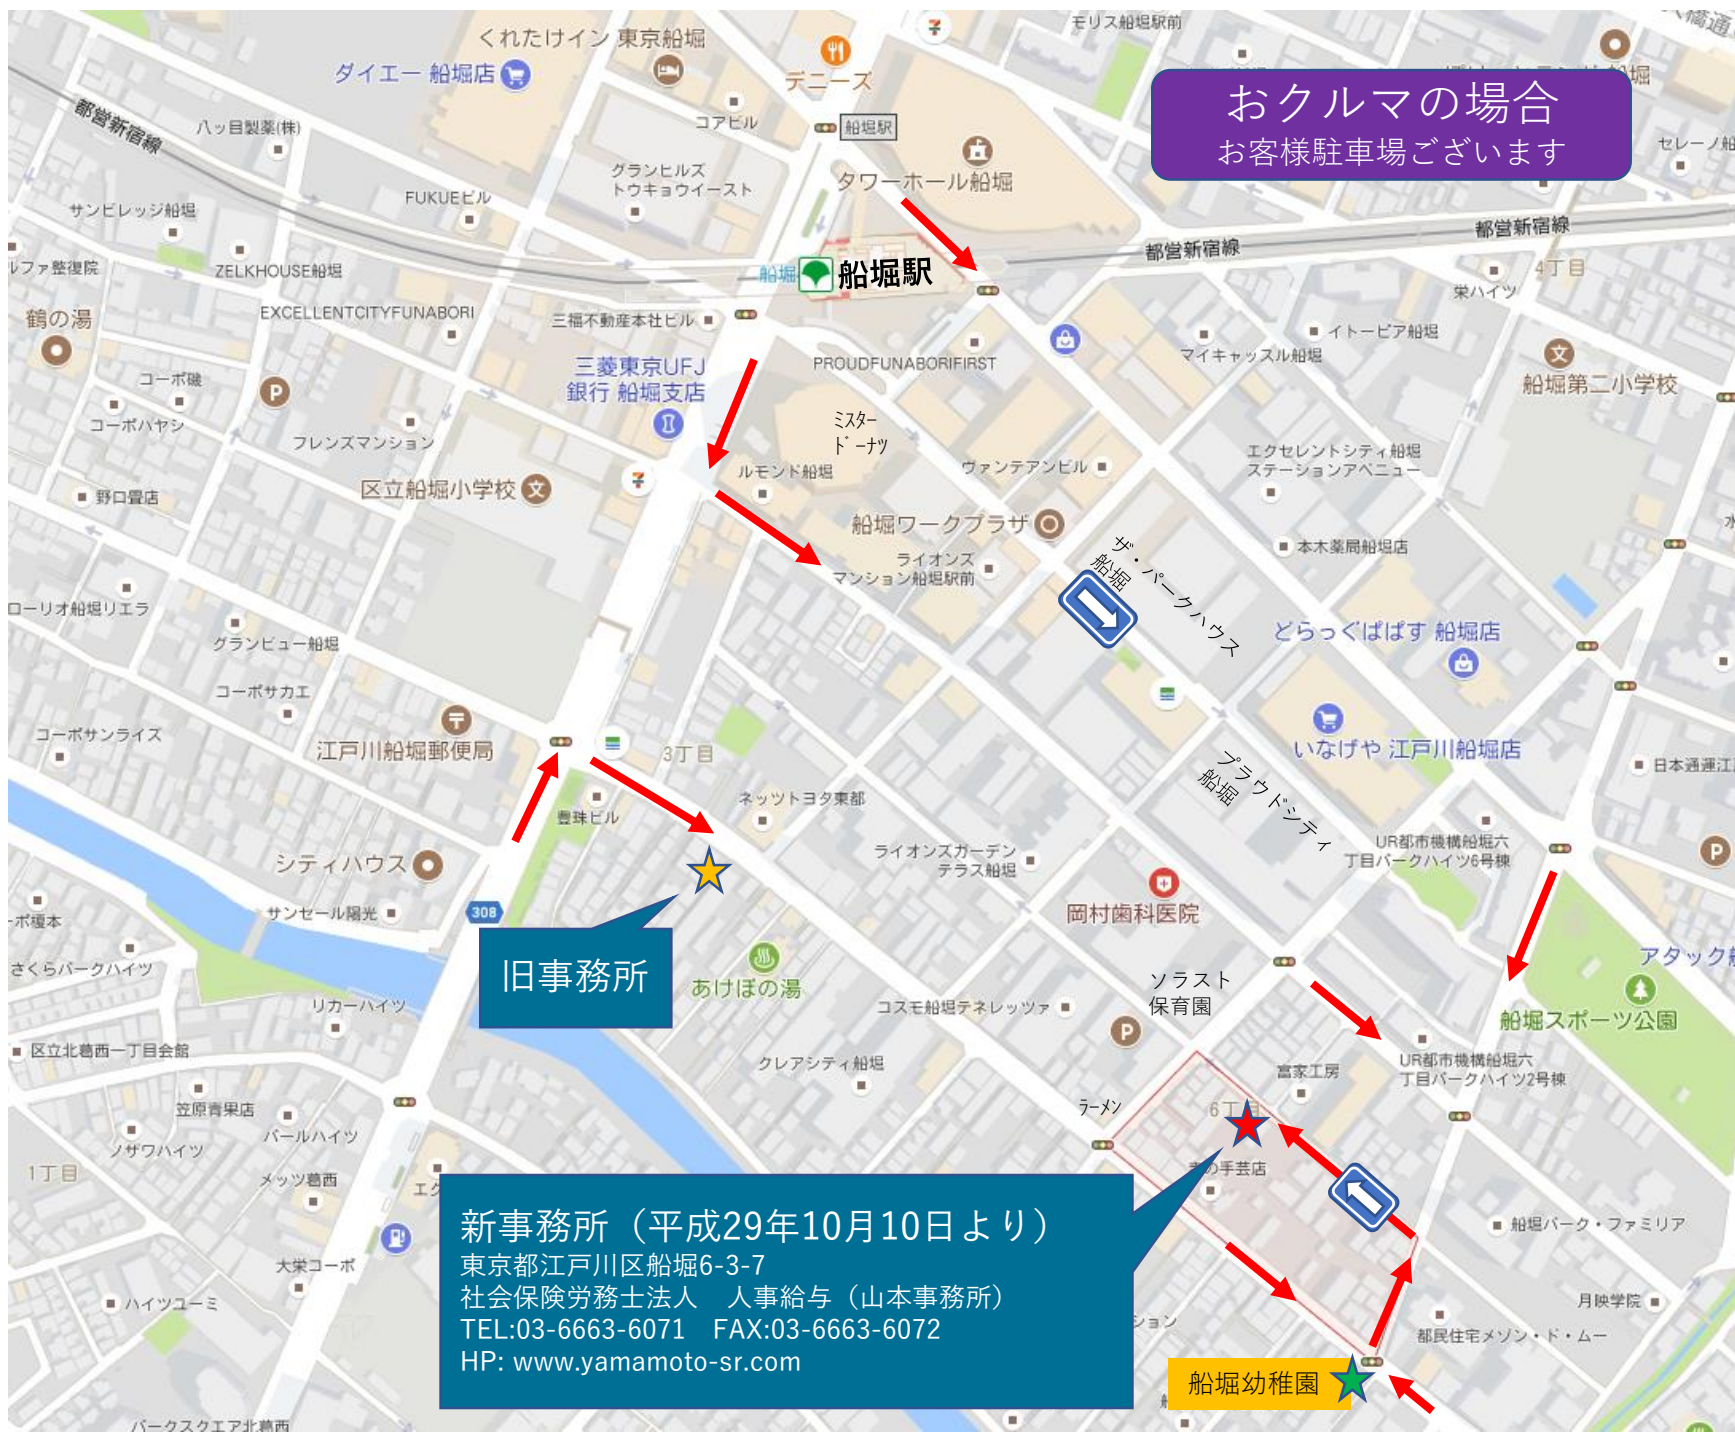 モリス船堀駅前
くれたけイン 東京船堀
ダイエー 船堀店
デニーズ
おクルマの場合
お客様駐車場ございます
都営新宿線
八ッ目製薬(株)
コアビル
船堀駅
グランヒルズ
トウキョウイースト
タワーホール船堀
FUKUEビル
サンビレッジ船堀
ZELKHOUSE船堀
都営新宿線
都営新宿線
船堀
船堀駅
4丁目
栄ハイツ
鶴の湯
EXCELLENTCITYFUNABORI
三福不動産本社ビル
イトーピア船堀
マイキャッスル船堀
PROUDFUNABORIFIRST
三菱東京UFJ
銀行 船堀支店
コーポ磯
コーポハヤシ
P
船堀第二小学校
文
ミスター
ドーナツ
フレンズマンション
エクセレントシティ船堀
ステーションアベニュー
ルモンド船堀
ヴァンテアンビル
区立船堀小学校
文
野口畳店
船堀ワークプラザ
ライオンズ
マンション船堀駅前
本木薬局船堀店
ザ・パークハウス
船堀
ローリオ船堀リエラ
グランビュー船堀
どらっぐぱぱす 船堀店
コーポサカエ
コーポサンライズ
江戸川船堀郵便局
3丁目
いなげや 江戸川船堀店
プラウドシティ
船堀
ネッツトヨタ東都
豊珠ビル
UR都市機構船堀六
丁目パークハイツ6号棟
ライオンズガーデン
テラス船堀
シティハウス
P
サンセール陽光
308
岡村歯科医院
旧事務所
あけぼの湯
さくらパークハイツ
リカーハイツ
ソラスト
保育園
コスモ船堀テネレッツァ
船堀スポーツ公園
P
区立北葛西一丁目会館
クレアシティ船堀
富家工房
UR都市機構船堀六
丁目パークハイツ2号棟
笠原青果店
パールハイツ
ノザワハイツ
ラーメン
6丁目
1丁目
メッツ葛西
手芸店
新事務所（平成29年10月10日より）
東京都江戸川区船堀6-3-7
社会保険労務士法人　人事給与（山本事務所）
TEL:03-6663-6071　FAX:03-6663-6072
HP: www.yamamoto-sr.com
船堀パーク・ファミリア
大栄コーポ
ハイツユーミ
月映学院
都民住宅メゾン・ド・ムー
船堀幼稚園
パークスクエア北葛西